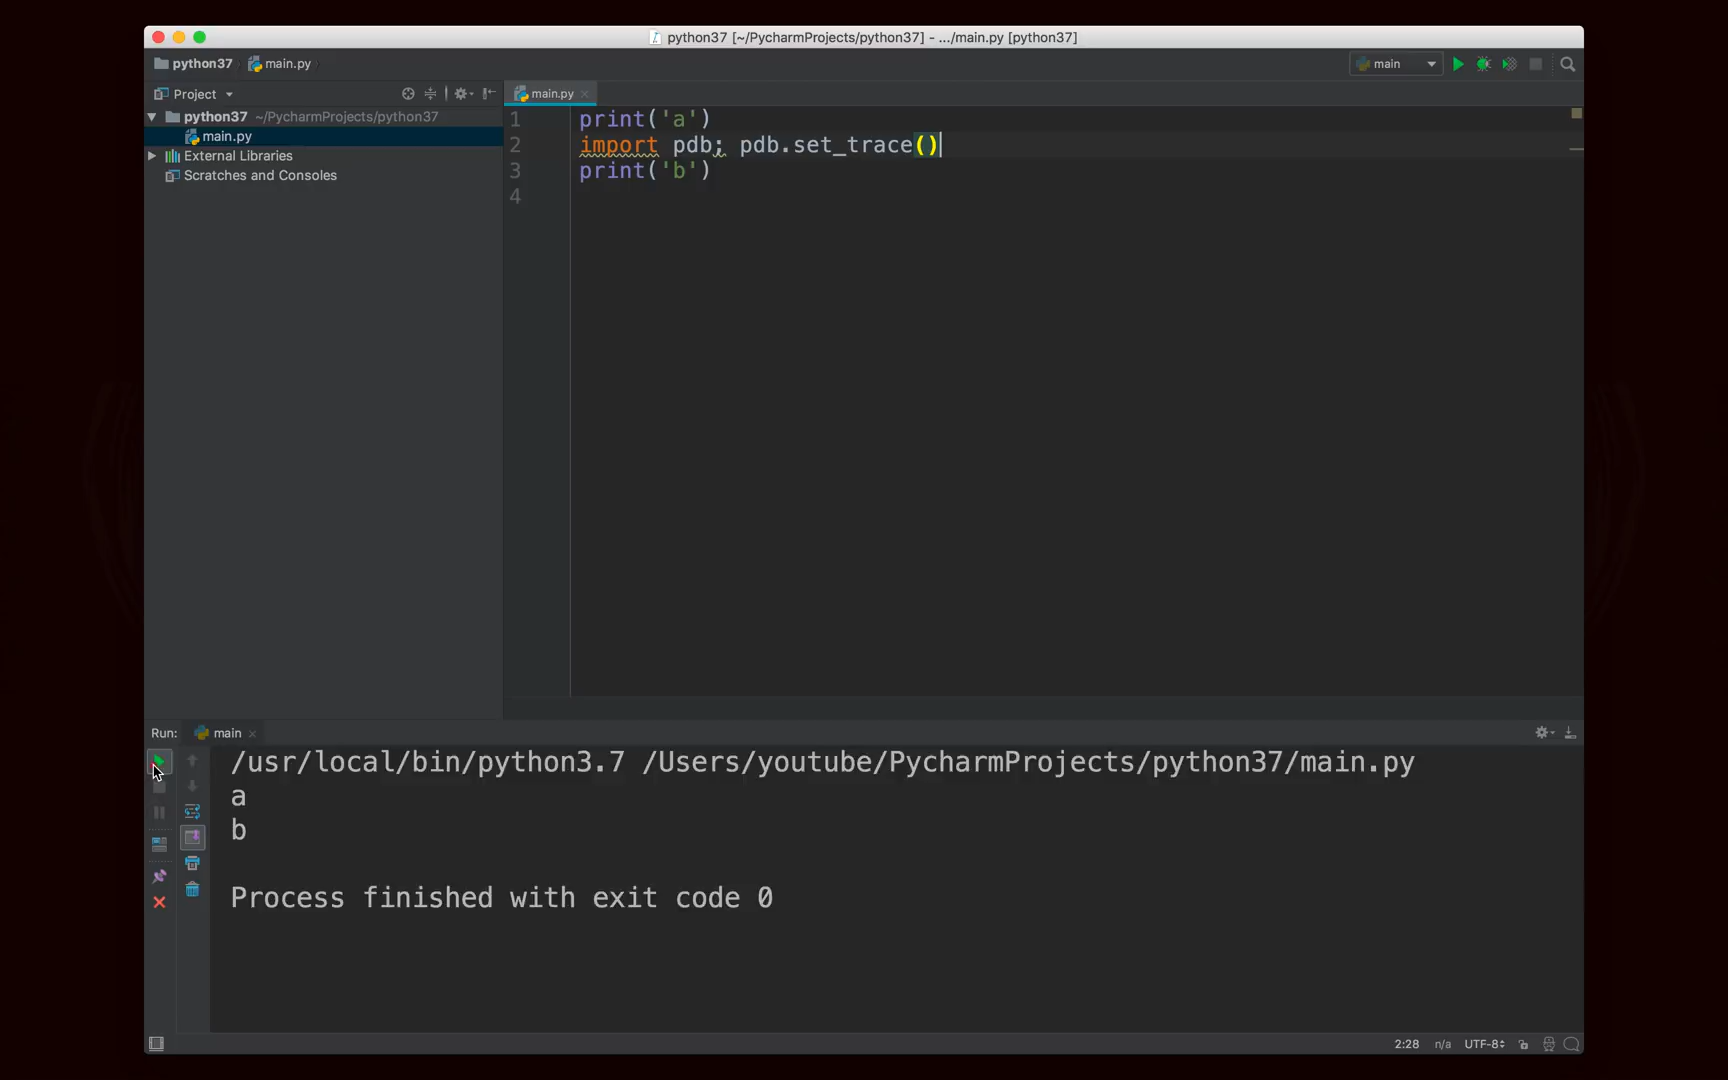 python37 [~/PycharmProjects/python37] - .../main.py [python37]
python37 main.py
main
Project
main.py
python37 ~/PycharmProjects/python37
main.py
External Libraries
Scratches and Consoles
1 print('a')
2 import pdb; pdb.set_trace()
3 print('b')
4
Run: main
/usr/local/bin/python3.7 /Users/youtube/PycharmProjects/python37/main.py
a
b
Process finished with exit code 0
2:28 n/a UTF-8